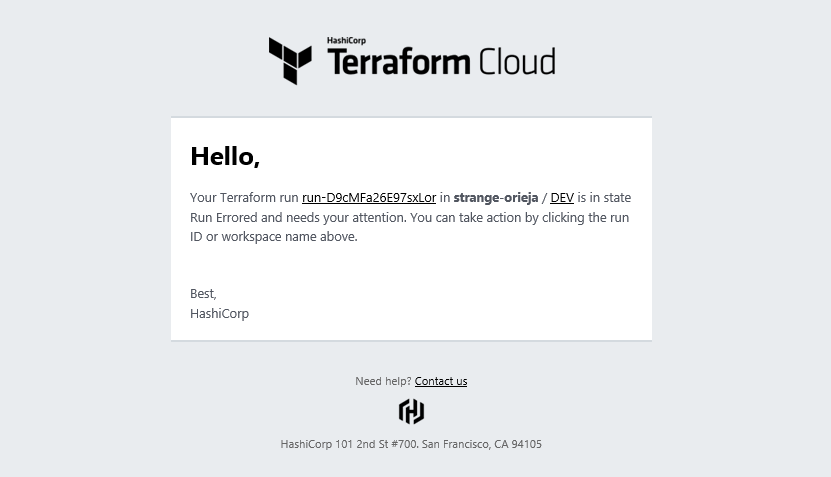 HashiCorp
Terraform Cloud
Hello,
Your Terraform run run-D9cMFa26E97sxLor in strange-orieja / DEV is in state
Run Errored and needs your attention. You can take action by clicking the run
ID or workspace name above.
Best,
HashiCorp
Need help? Contact us
HashiCorp 101 2nd St #700. San Francisco, CA 94105